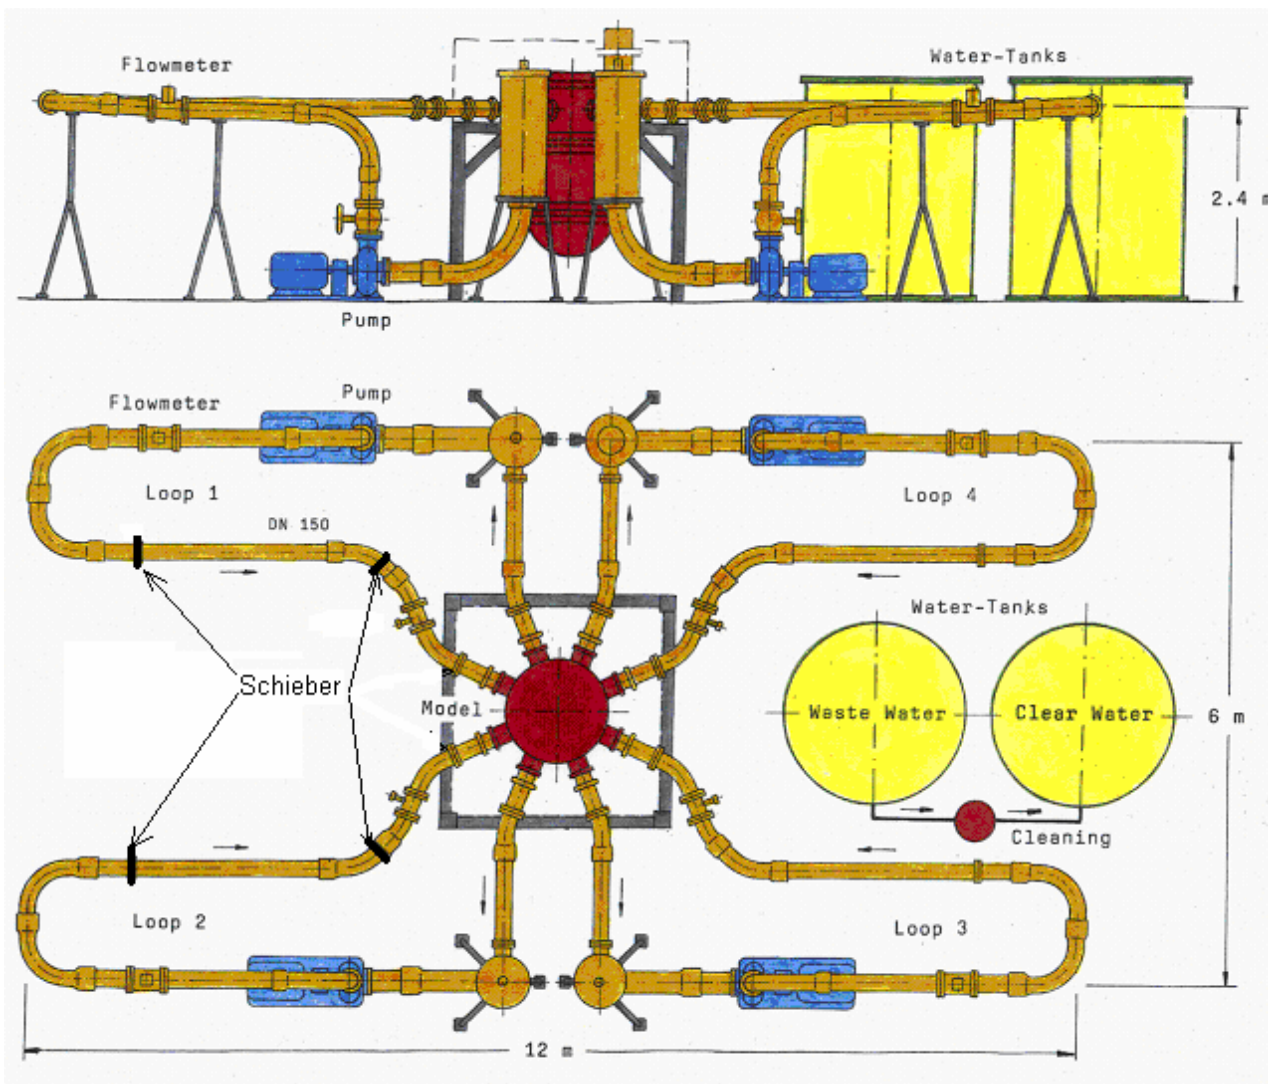 Flowmeter
Water-Tanks
2.4 m
Pump
Pump
Flowmeter
Loop 1
Loop 4
DN 150
Water-Tanks
Schieber
Model
Waste Water
Clear Water
6 m
Cleaning
Loop 2
Loop 3
12 m